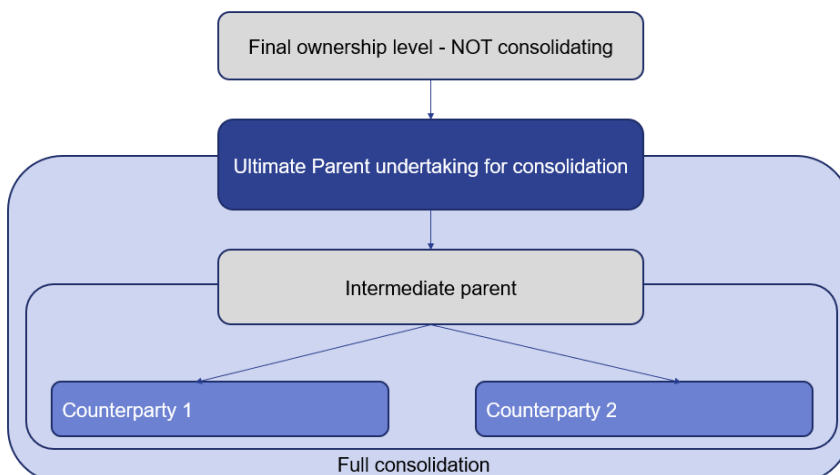 Final ownership level - NOT consolidating
Ultimate Parent undertaking for consolidation
Intermediate parent
Counterparty 1
Counterparty 2
Full consolidation